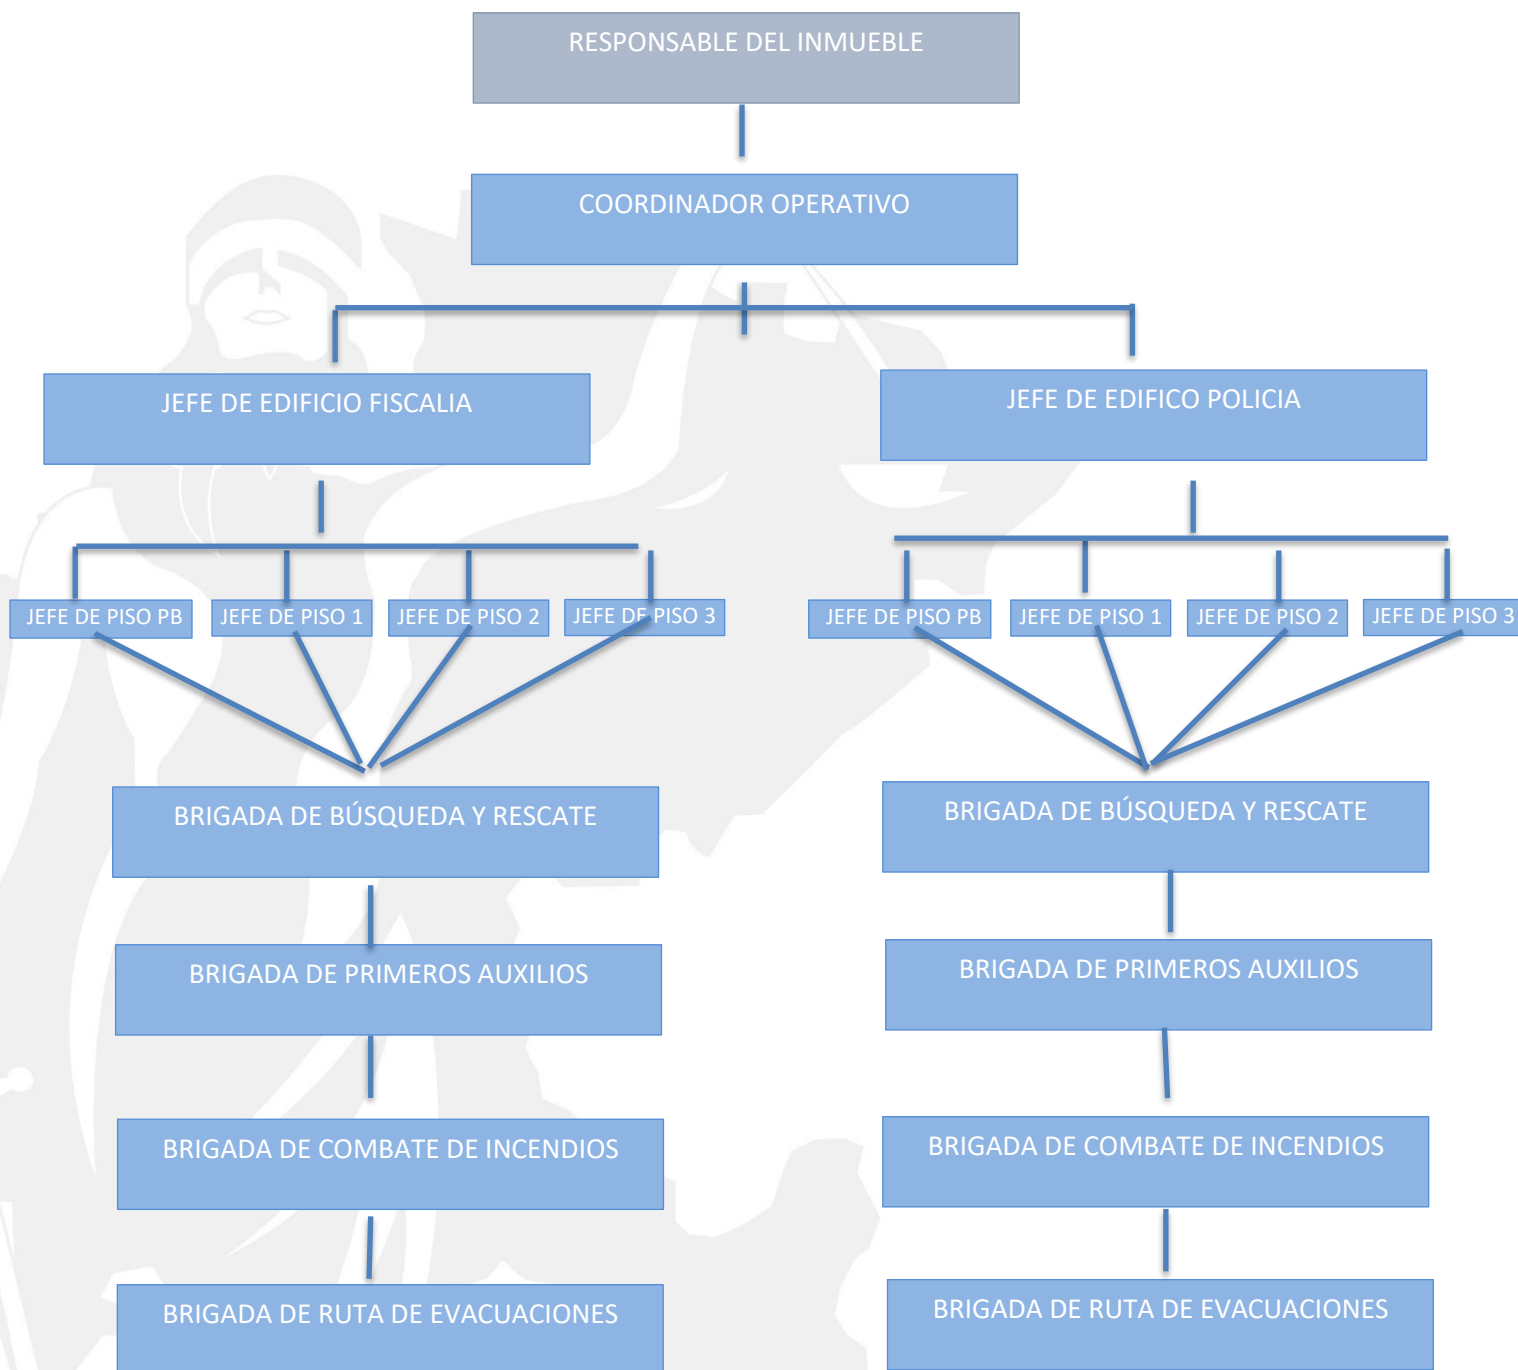 RESPONSABLE DEL INMUEBLE
COORDINADOR OPERATIVO
JEFE DE EDIFICIO FISCALIA
JEFE DE EDIFICO POLICIA
JEFE DE PISO PB
JEFE DE PISO 1
JEFE DE PISO 2
JEFE DE PISO 3
JEFE DE PISO PB
JEFE DE PISO 1
JEFE DE PISO 2
JEFE DE PISO 3
BRIGADA DE BÚSQUEDA Y RESCATE
BRIGADA DE BÚSQUEDA Y RESCATE
BRIGADA DE PRIMEROS AUXILIOS
BRIGADA DE PRIMEROS AUXILIOS
BRIGADA DE COMBATE DE INCENDIOS
BRIGADA DE COMBATE DE INCENDIOS
BRIGADA DE RUTA DE EVACUACIONES
BRIGADA DE RUTA DE EVACUACIONES